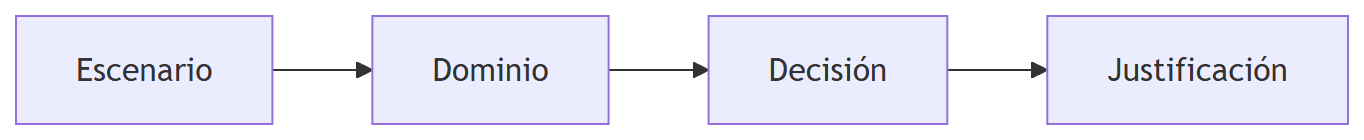 Escenario
Dominio
Decisión
Justificación